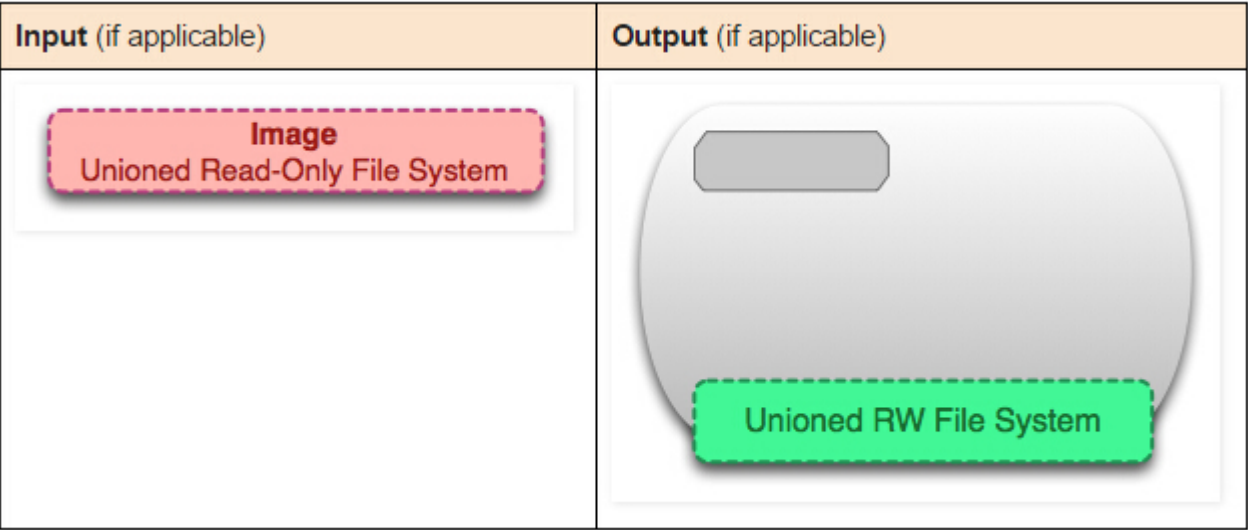 Input (if applicable)
Output (if applicable)
Image
Unioned Read-Only File System
Unioned RW File System